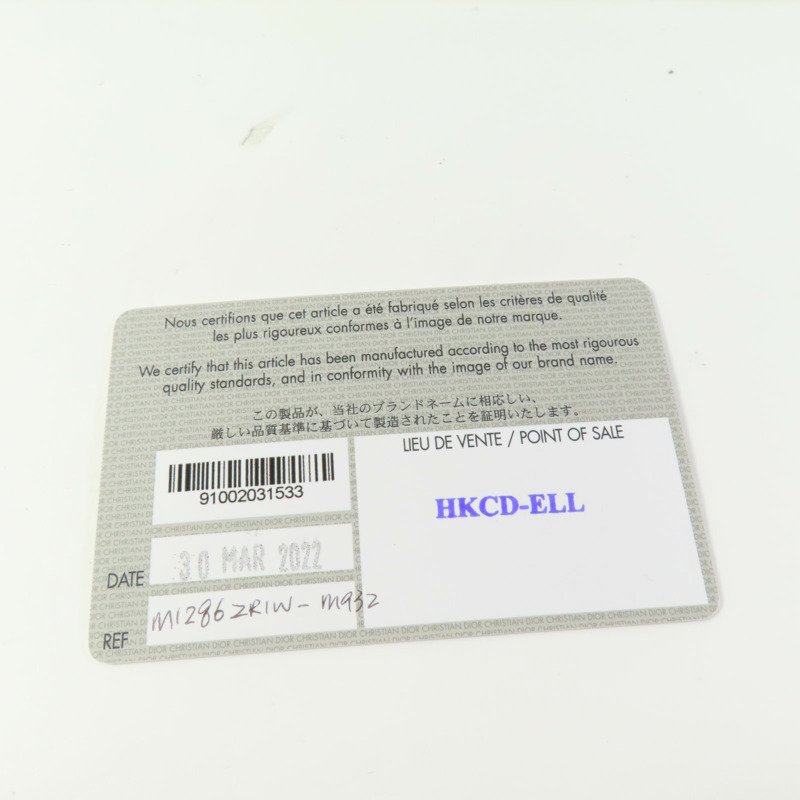 Nous certifions que cet article a été fabriqué selon les critères de qualité
les plus rigoureux conformes à l'image de notre marque.
We certify that this article has been manufactured according to the most rigourous
quality standards, and in conformity with the image of our brand name.
この製品が、当社のブランドネームに相応しい、
厳しい品質基準に基づいて製造されたことを証明いたします。
LIEU DE VENTE / POINT OF SALE
91002031533
HKCD-ELL
DATE 30 MAR 2022
REF M1286ZRIW-M932